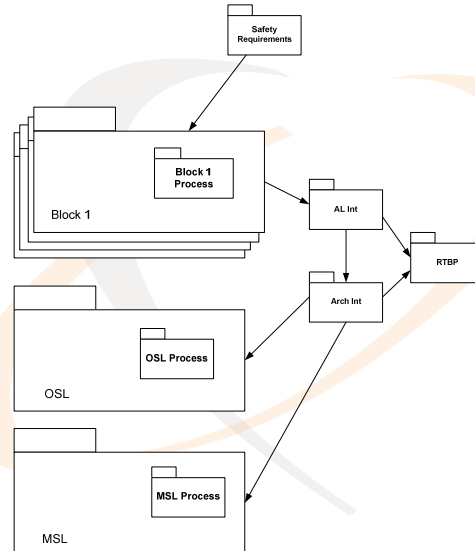 Safety
Requirements
Block 1
Process
Block 1
AL Int
RTBP
Arch Int
OSL Process
OSL
MSL Process
MSL